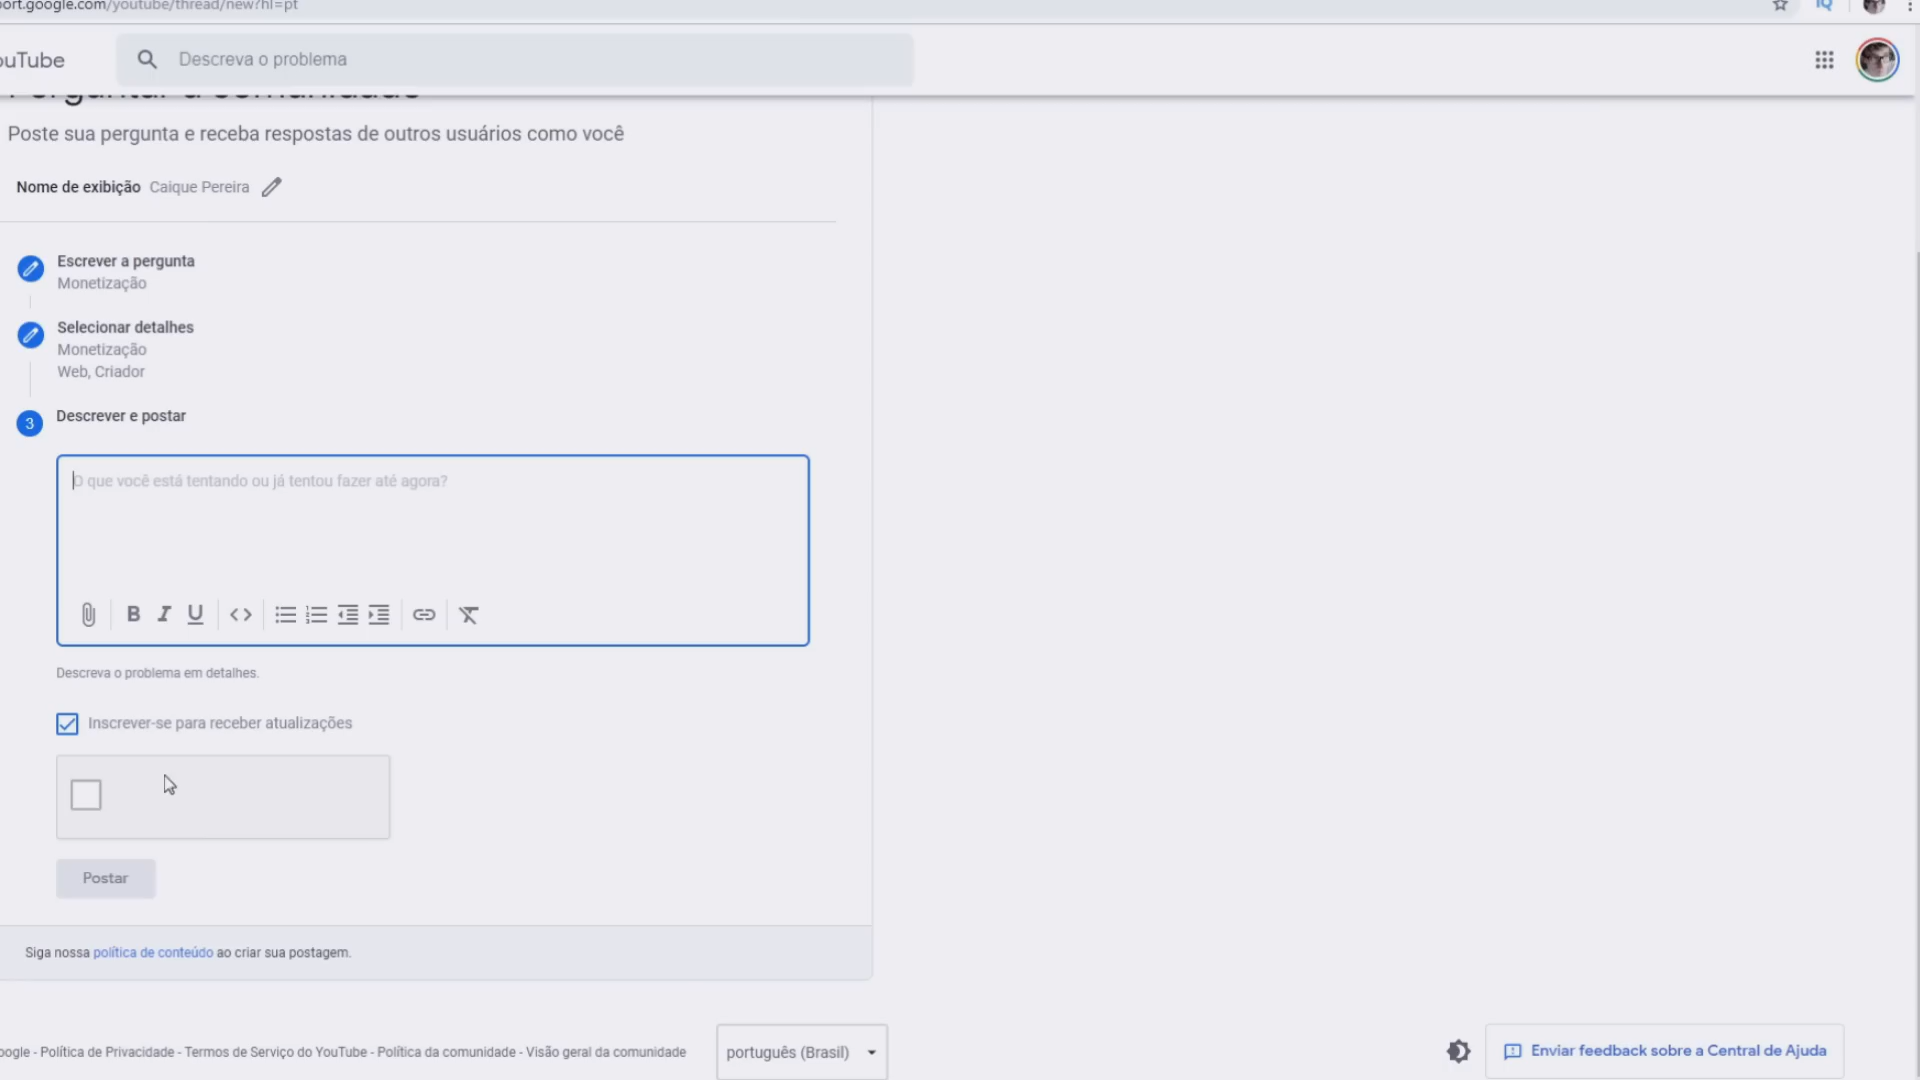 ort.google.com/youtube/thread/new?hl=pt
ouTube
Descreva o problema
Perguntar à comunidade
Poste sua pergunta e receba respostas de outros usuários como você
Nome de exibição Caique Pereira
Escrever a pergunta
Monetização
Selecionar detalhes
Monetização
Web, Criador
3 Descrever e postar
O que você está tentando ou já tentou fazer até agora?
B I U
Descreva o problema em detalhes.
Inscrever-se para receber atualizações
Postar
Siga nossa política de conteúdo ao criar sua postagem.
oogle - Política de Privacidade - Termos de Serviço do YouTube - Política da comunidade - Visão geral da comunidade
português (Brasil)
Enviar feedback sobre a Central de Ajuda